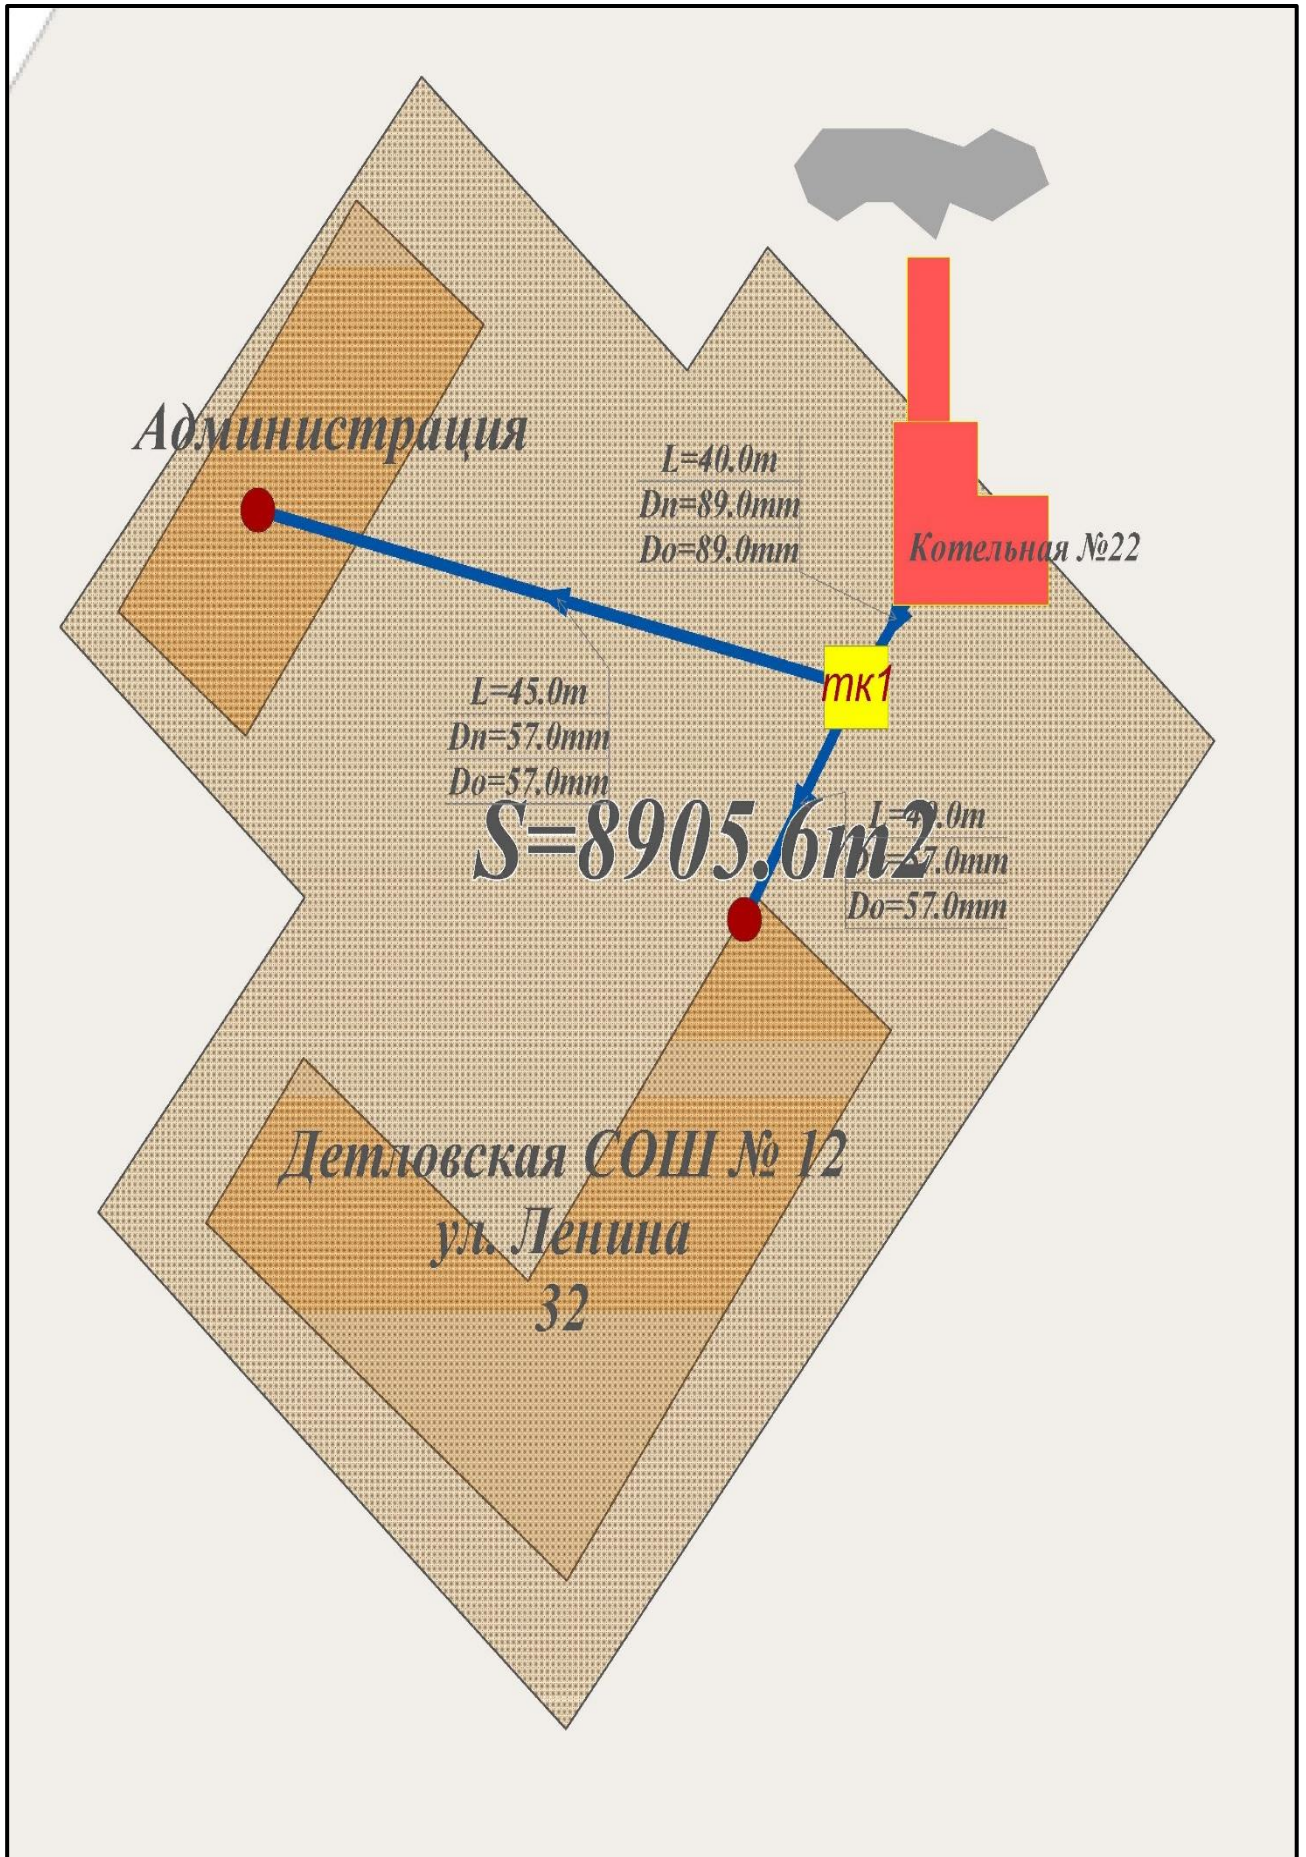 Администрация
L=40.0m
Dn=89.0mm
Do=89.0mm
Котельная №22
тк1
L=45.0m
Dn=57.0mm
Do=57.0mm
S=8905.6m2
Do=57.0mm
Детловская СОШ № 12
ул. Ленина
32